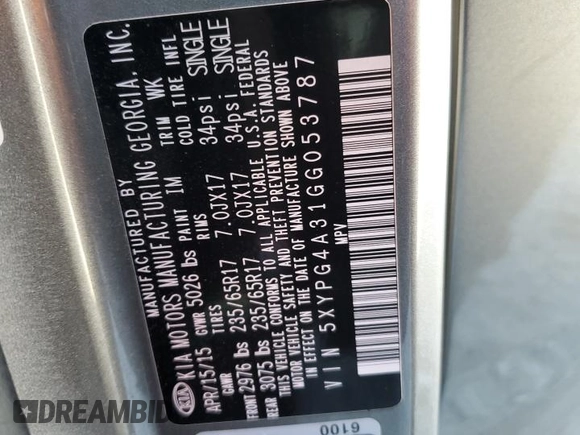 MANUFACTURED BY
KIA KIA MOTORS MANUFACTURING GEORGIA, INC.
APR/15/15 GVWR 5026 lbs PAINT IM TRIM WK
GAWR TIRES RIMS COLD TIRE INFL
FRONT 2976 lbs 235/65R17 7.0JX17 34psi SINGLE
REAR 3075 lbs 235/65R17 7.0JX17 34psi SINGLE
THIS VEHICLE CONFORMS TO ALL APPLICABLE U.S.A. FEDERAL
MOTOR VEHICLE SAFETY AND THEFT PREVENTION STANDARDS
IN EFFECT ON THE DATE OF MANUFACTURE SHOWN ABOVE
VIN 5XYPG4A31GG053787
MPV
6100
DREAMBID